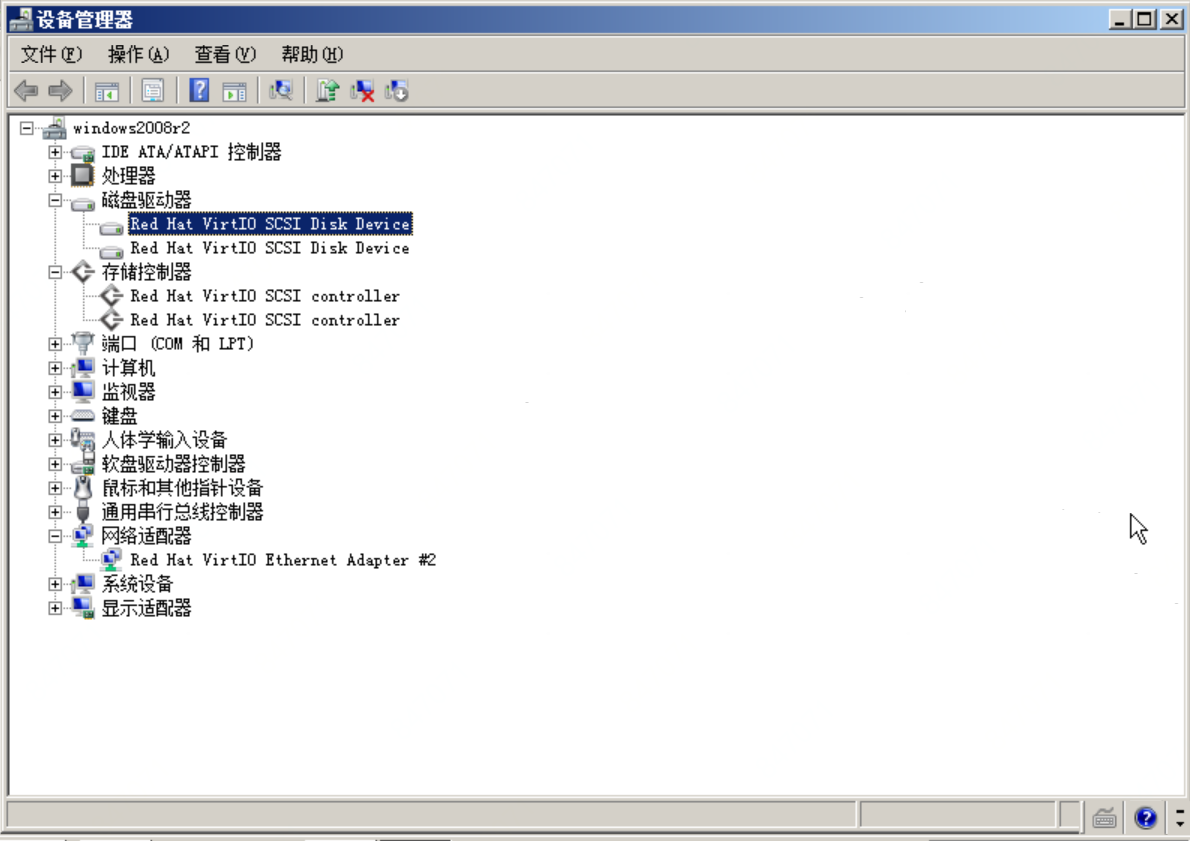 设备管理器
文件(F) 操作(A) 查看(V) 帮助(H)
windows2008r2
IDE ATA/ATAPI 控制器
处理器
磁盘驱动器
Red Hat VirtIO SCSI Disk Device
Red Hat VirtIO SCSI Disk Device
存储控制器
Red Hat VirtIO SCSI controller
Red Hat VirtIO SCSI controller
端口 (COM 和 LPT)
计算机
监视器
键盘
人体学输入设备
软盘驱动器控制器
鼠标和其他指针设备
通用串行总线控制器
网络适配器
Red Hat VirtIO Ethernet Adapter #2
系统设备
显示适配器